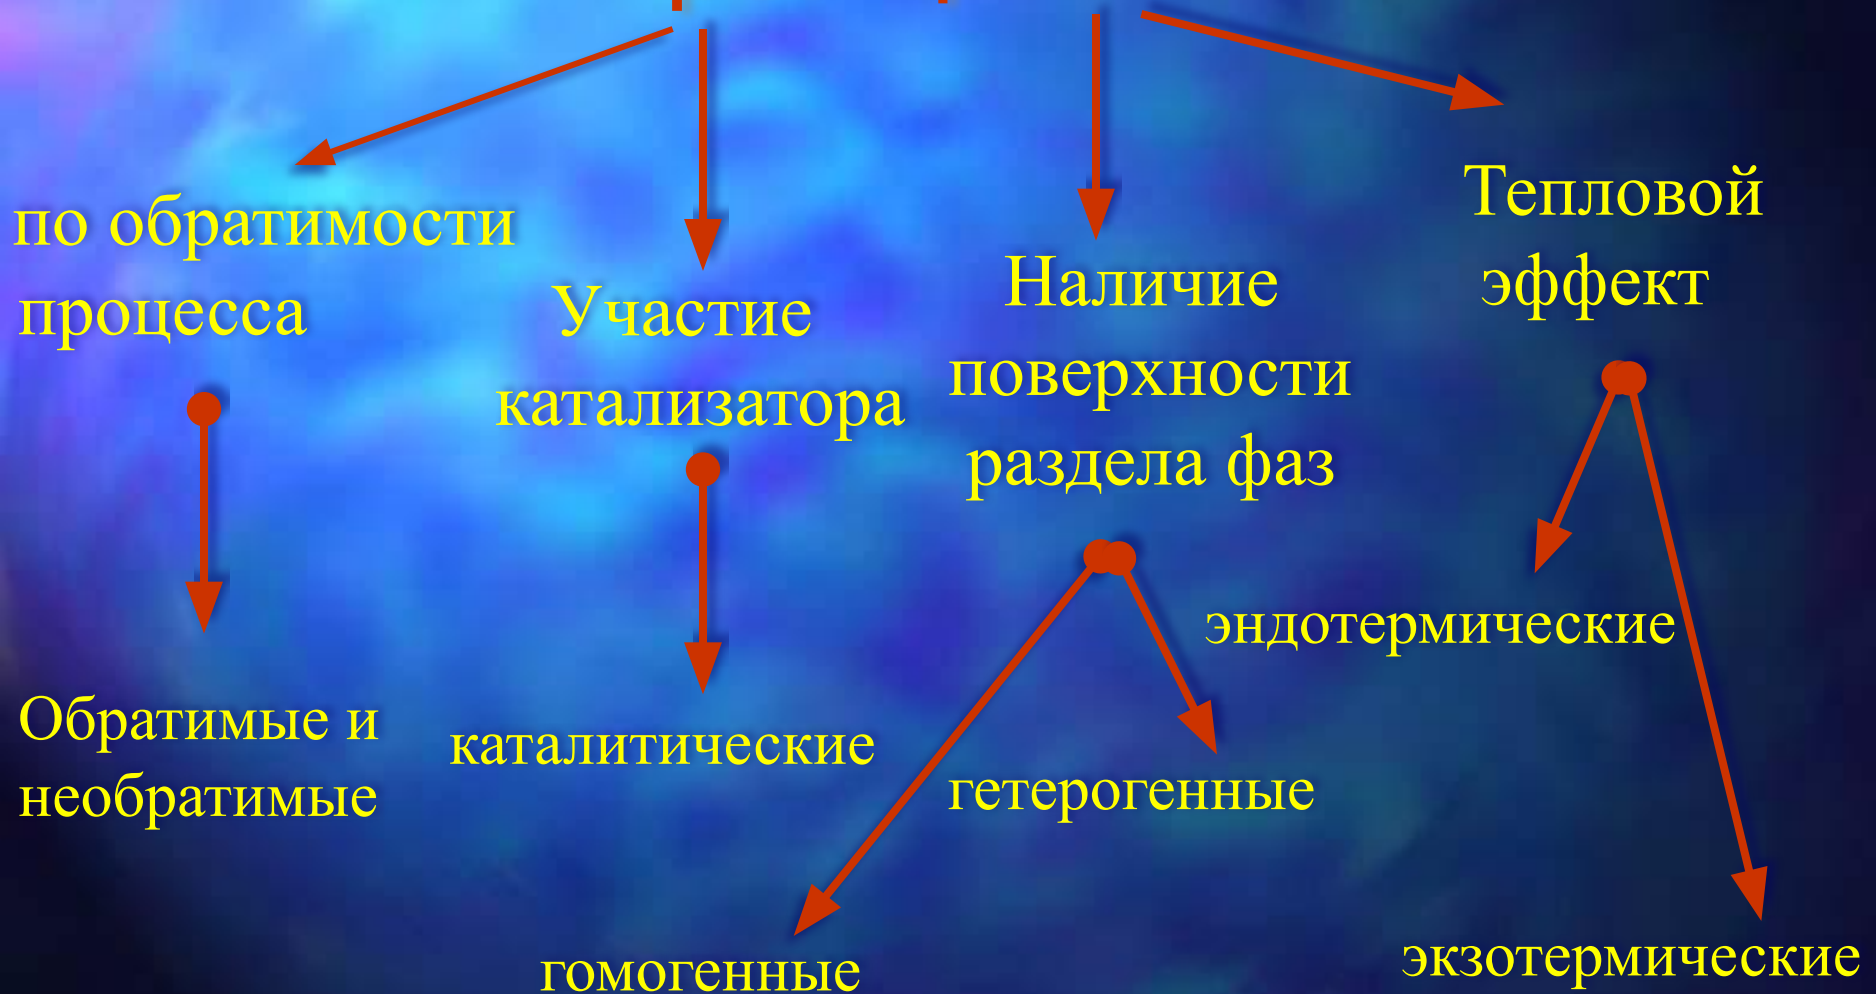 по обратимости
процесса
Участие
катализатора
Наличие
поверхности
раздела фаз
Тепловой
эффект
Обратимые и
необратимые
каталитические
гетерогенные
гомогенные
эндотермические
экзотермические